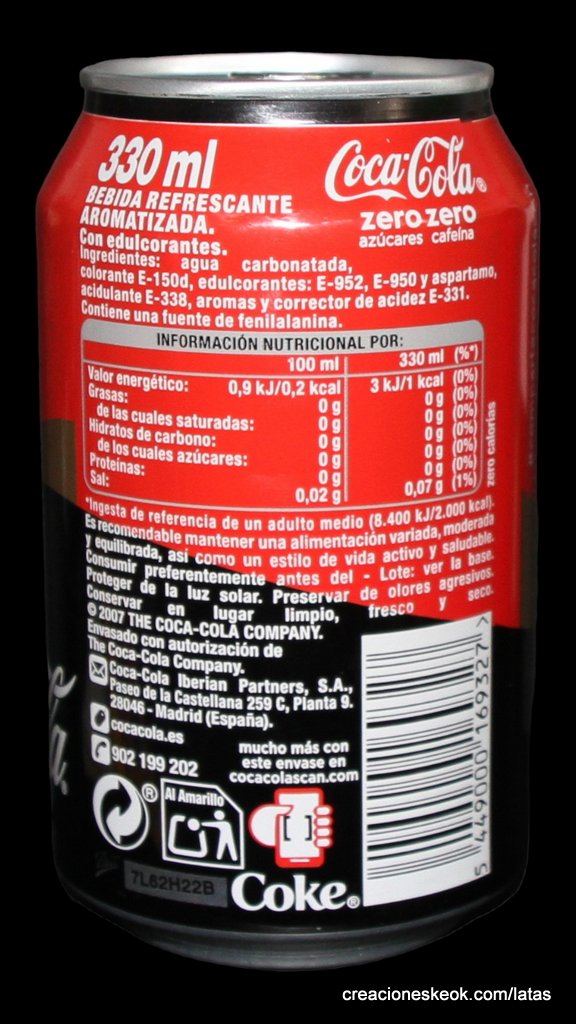 330 ml
Coca-Cola®
zero·zero
azúcares cafeína
BEBIDA REFRESCANTE
AROMATIZADA.
Con edulcorantes.
Ingredientes: agua carbonatada,
colorante E-150d, edulcorantes: E-952, E-950 y aspartamo,
acidulante E-338, aromas y corrector de acidez E-331.
Contiene una fuente de fenilalanina.
INFORMACIÓN NUTRICIONAL POR:
100 ml 330 ml (%*)
Valor energético: 0,9 kJ/0,2 kcal 3 kJ/1 kcal (0%)
Grasas: 0 g 0 g (0%)
de las cuales saturadas: 0 g 0 g (0%)
Hidratos de carbono: 0 g 0 g (0%)
de los cuales azúcares: 0 g 0 g (0%)
Proteínas: 0 g 0 g (0%)
Sal: 0,02 g 0,07 g (1%)
zero calorías
*Ingesta de referencia de un adulto medio (8.400 kJ/2.000 kcal).
Es recomendable mantener una alimentación variada, moderada
y equilibrada, así como un estilo de vida activo y saludable.
Consumir preferentemente antes del - Lote: ver la base.
Proteger de la luz solar. Preservar de olores agresivos.
Conservar en lugar limpio, fresco y seco.
© 2007 THE COCA-COLA COMPANY.
Envasado con autorización de
The Coca-Cola Company.
Coca-Cola Iberian Partners, S.A.,
Paseo de la Castellana 259 C, Planta 9.
28046 - Madrid (España).
cocacola.es
902 199 202
mucho más con
este envase en
cocacolascan.com
®
Al Amarillo
7L62H22B
Coke®
5 449000 169327 >
creacioneskeok.com/latas